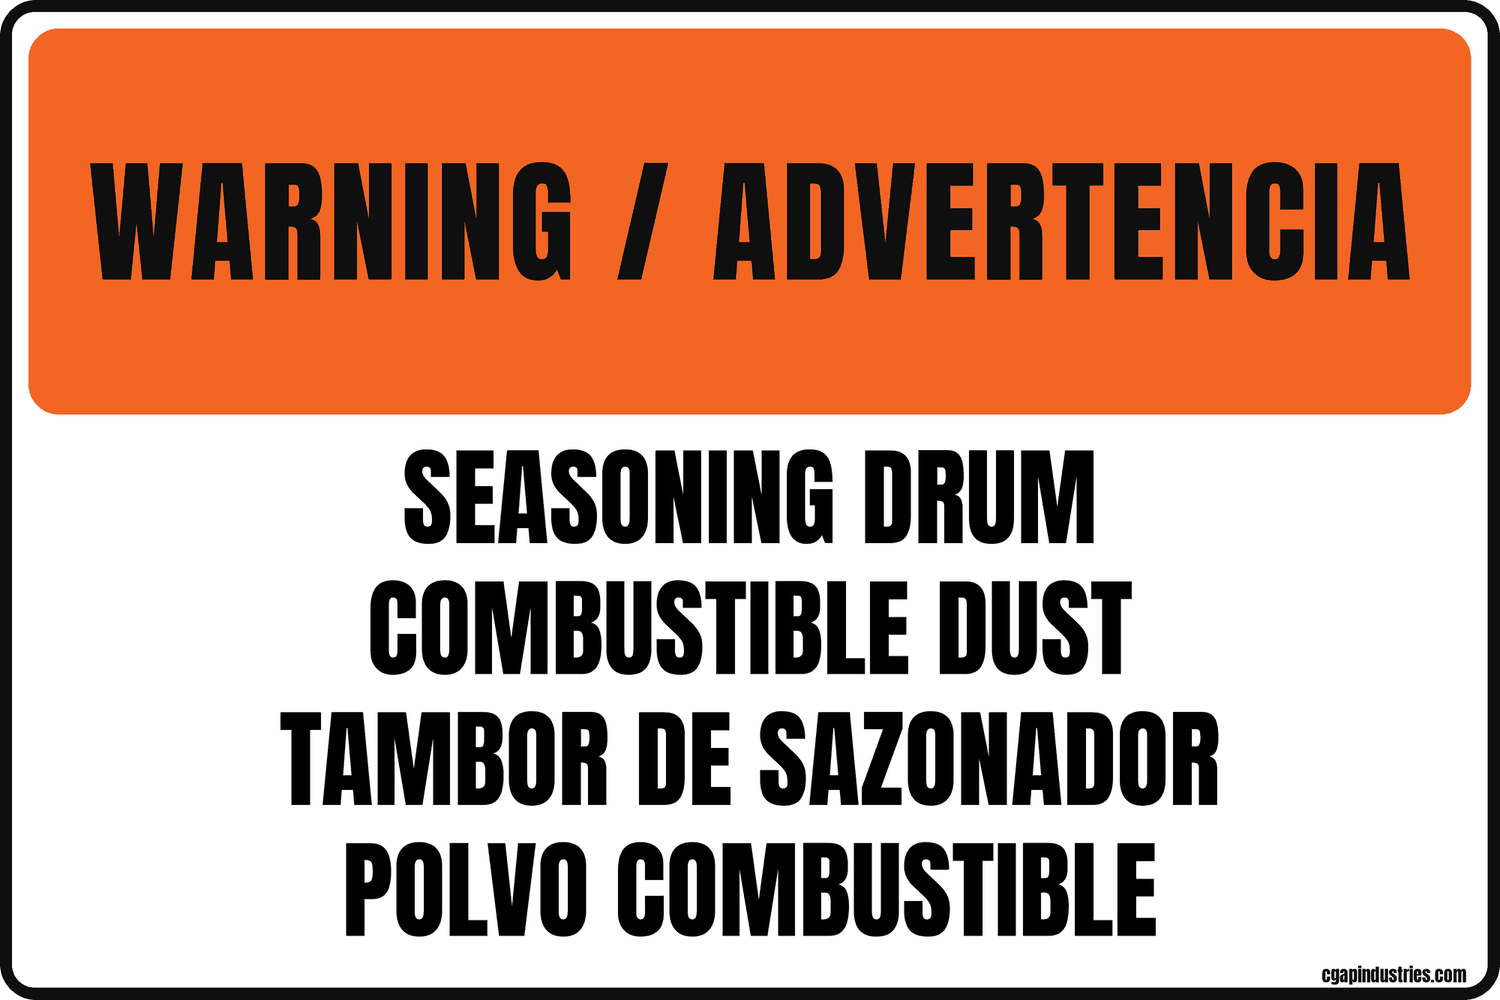 WARNING / ADVERTENCIA
SEASONING DRUM
COMBUSTIBLE DUST
TAMBOR DE SAZONADOR
POLVO COMBUSTIBLE
cgapindustries.com